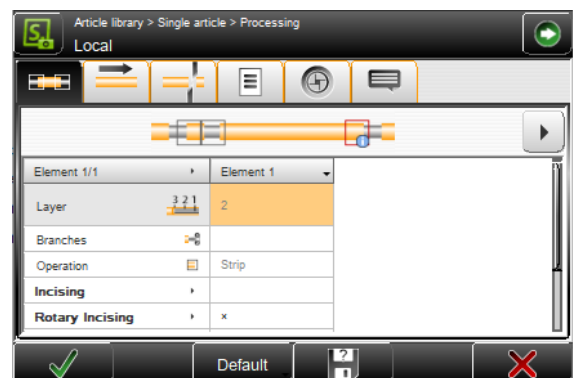 Article library > Single article > Processing
Local
Element 1/1 Element 1
Layer 3 2 1 2
Branches
Operation Strip
Incising
Rotary Incising ×
Default